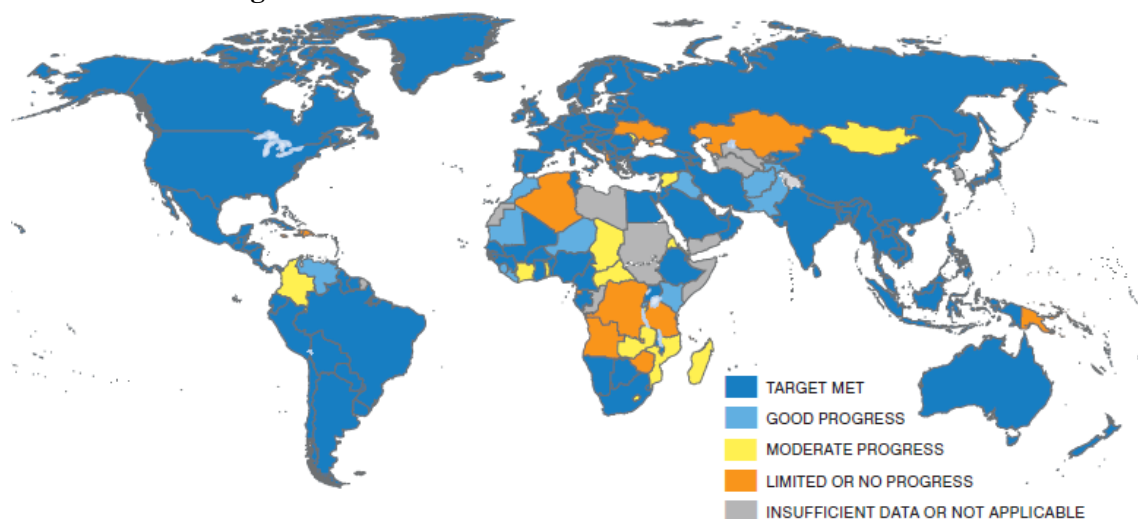 TARGET MET
GOOD PROGRESS
MODERATE PROGRESS
LIMITED OR NO PROGRESS
INSUFFICIENT DATA OR NOT APPLICABLE